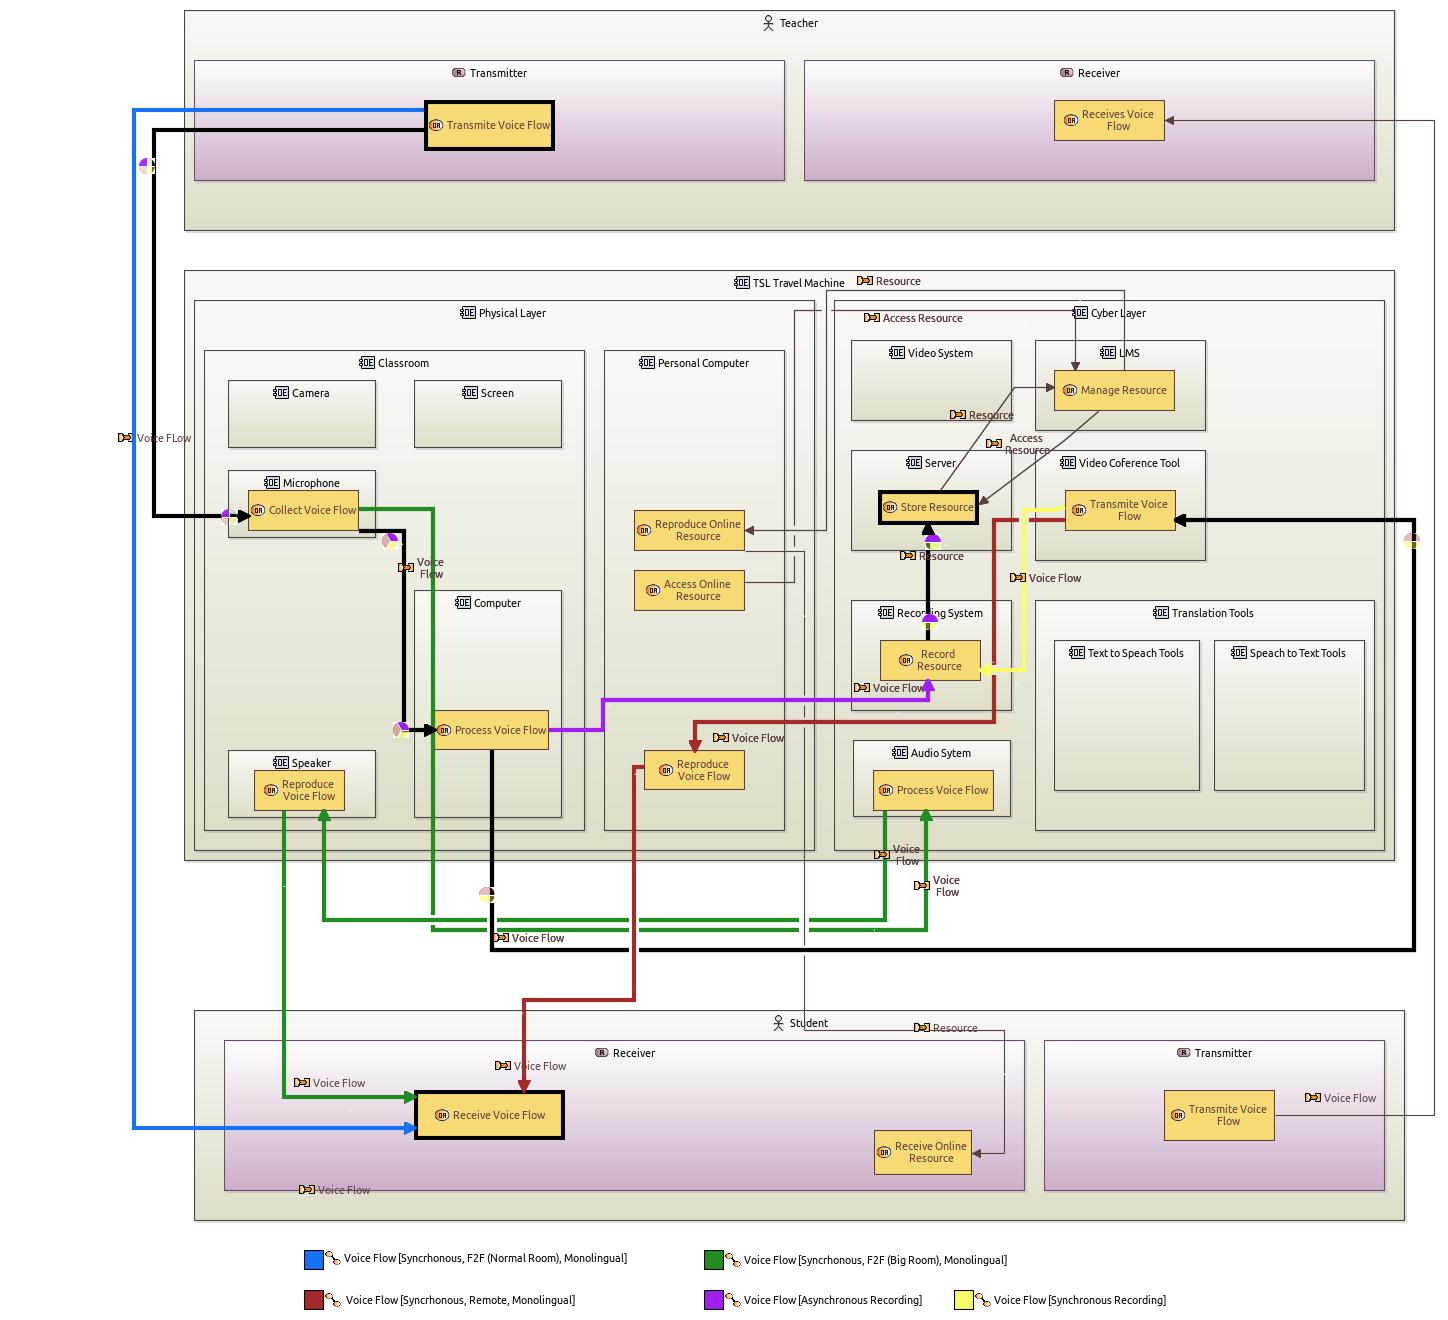 Teacher
Transmitter
Receiver
Transmite Voice Flow
Receives Voice
Flow
TSL Travel Machine
Resource
Physical Layer
Access Resource
Cyber Layer
Classroom
Personal Computer
Video System
LMS
Camera
Screen
Manage Resource
Resource
Voice FLow
Access
Resource
Microphone
Server
Video Coference Tool
Collect Voice Flow
Store Resource
Transmite Voice
Flow
Reproduce Online
Resource
Voice
Flow
Resource
Voice Flow
Access Online
Resource
Computer
Recording System
Translation Tools
Record
Resource
Text to Speach Tools
Speach to Text Tools
Voice Flow
Process Voice Flow
Voice Flow
Speaker
Audio Sytem
Reproduce
Voice Flow
Reproduce
Voice Flow
Process Voice Flow
Voice
Flow
Voice
Flow
Voice Flow
Student
Resource
Receiver
Transmitter
Voice Flow
Voice Flow
Voice Flow
Receive Voice Flow
Transmite Voice
Flow
Receive Online
Resource
Voice Flow
Voice Flow [Syncrhonous, F2F (Normal Room), Monolingual]
Voice Flow [Syncrhonous, F2F (Big Room), Monolingual]
Voice Flow [Syncrhonous, Remote, Monolingual]
Voice Flow [Asynchronous Recording]
Voice Flow [Synchronous Recording]